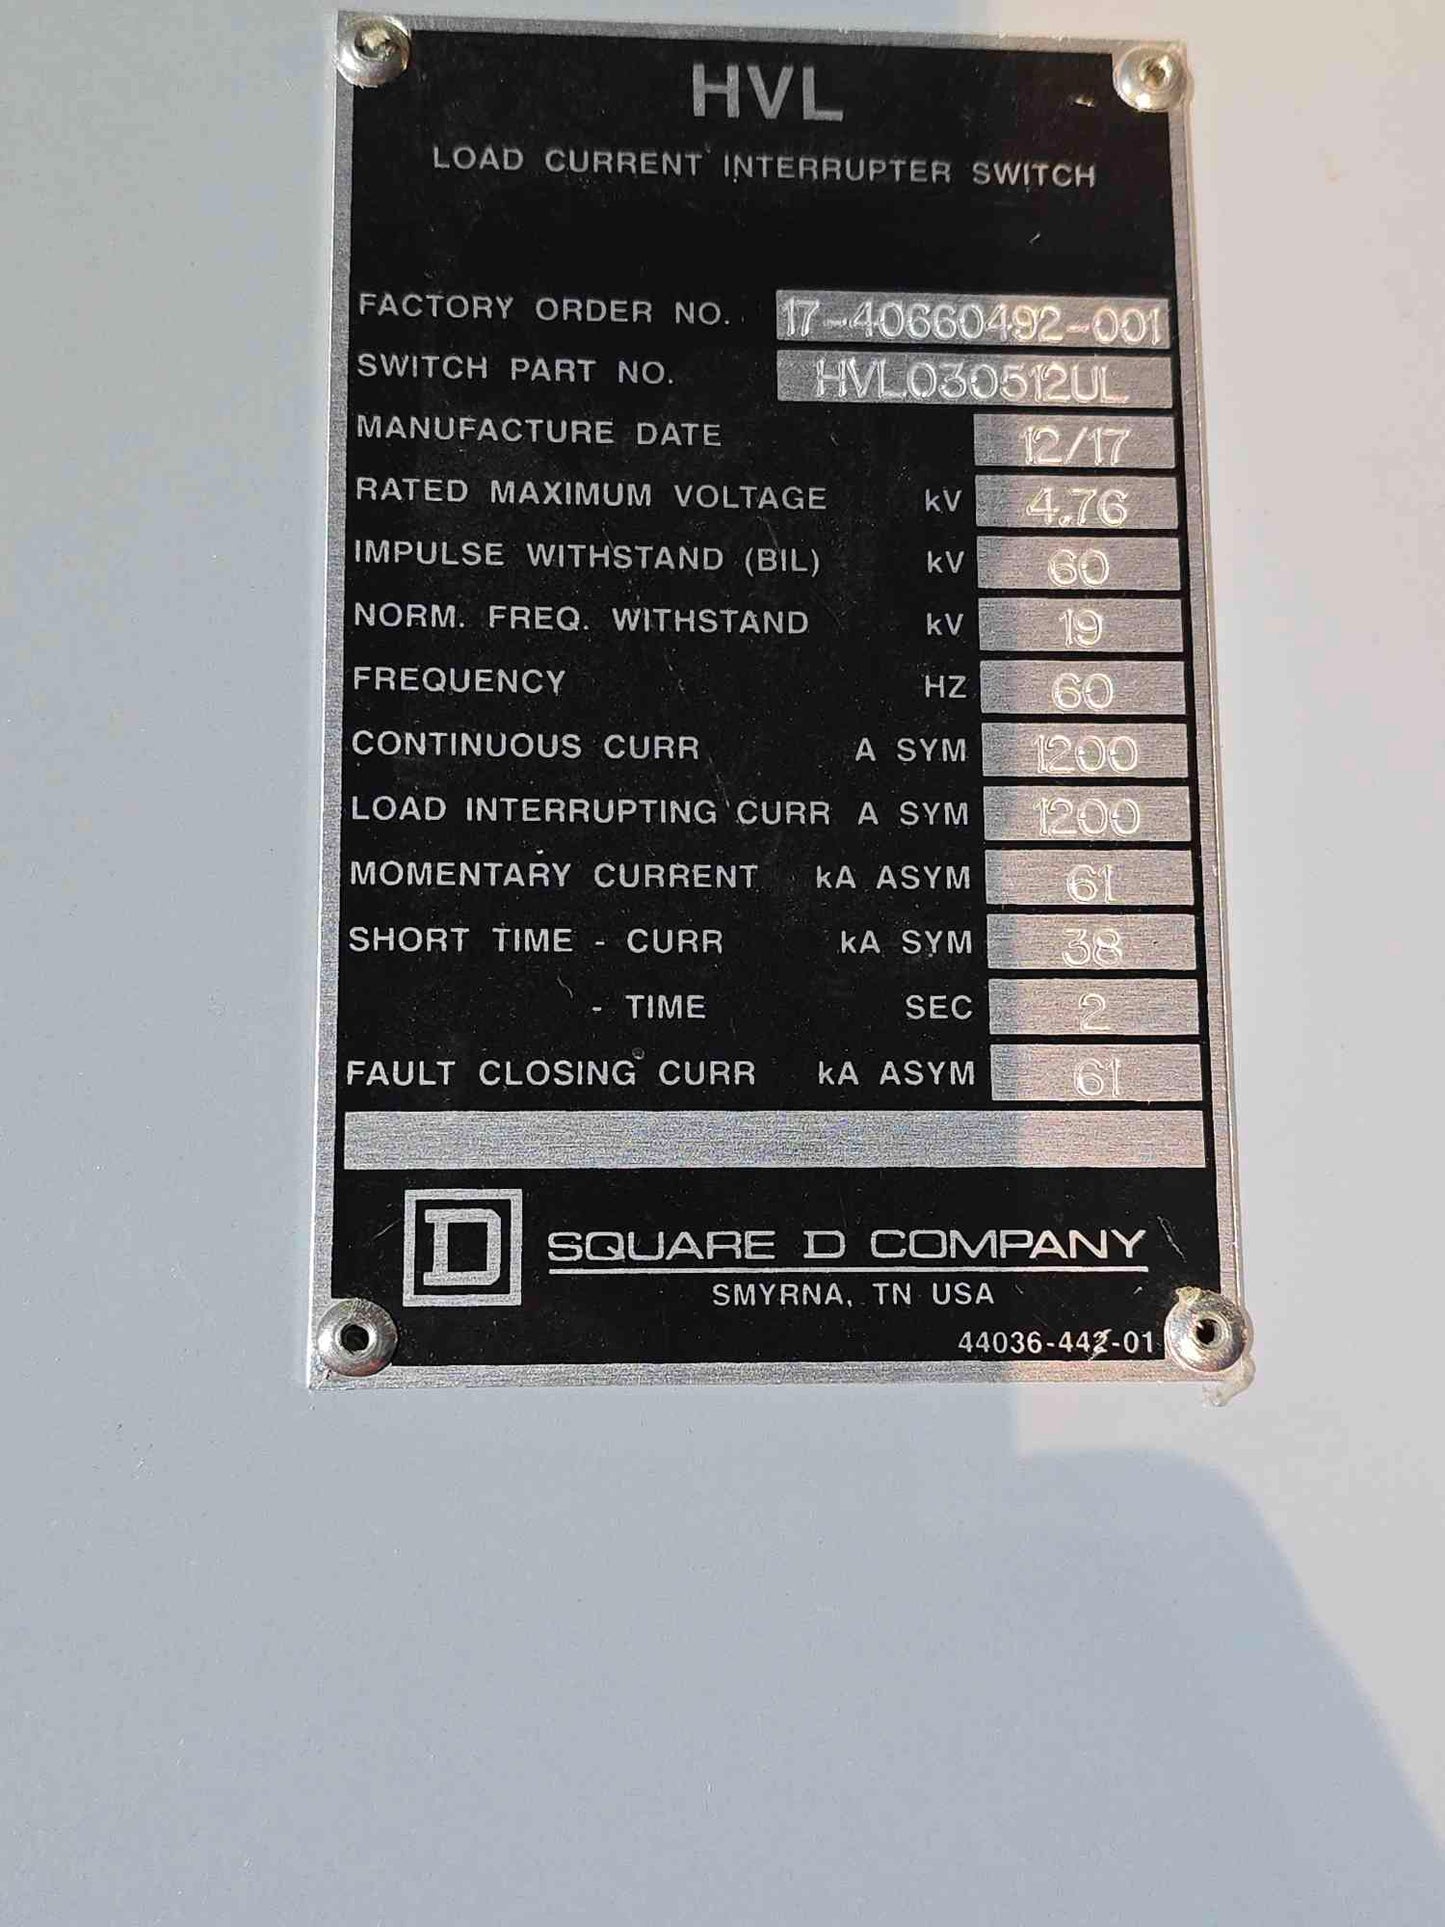 HVL
LOAD CURRENT INTERRUPTER SWITCH
FACTORY ORDER NO. 17-40660492-001
SWITCH PART NO. HVL030512UL
MANUFACTURE DATE 12/17
RATED MAXIMUM VOLTAGE kV 4.76
IMPULSE WITHSTAND (BIL) kV 60
NORM. FREQ. WITHSTAND kV 19
FREQUENCY HZ 60
CONTINUOUS CURR A SYM 1200
LOAD INTERRUPTING CURR A SYM 1200
MOMENTARY CURRENT kA ASYM 61
SHORT TIME - CURR kA SYM 38
- TIME SEC 2
FAULT CLOSING CURR kA ASYM 61
D SQUARE D COMPANY
SMYRNA, TN USA
44036-442-01